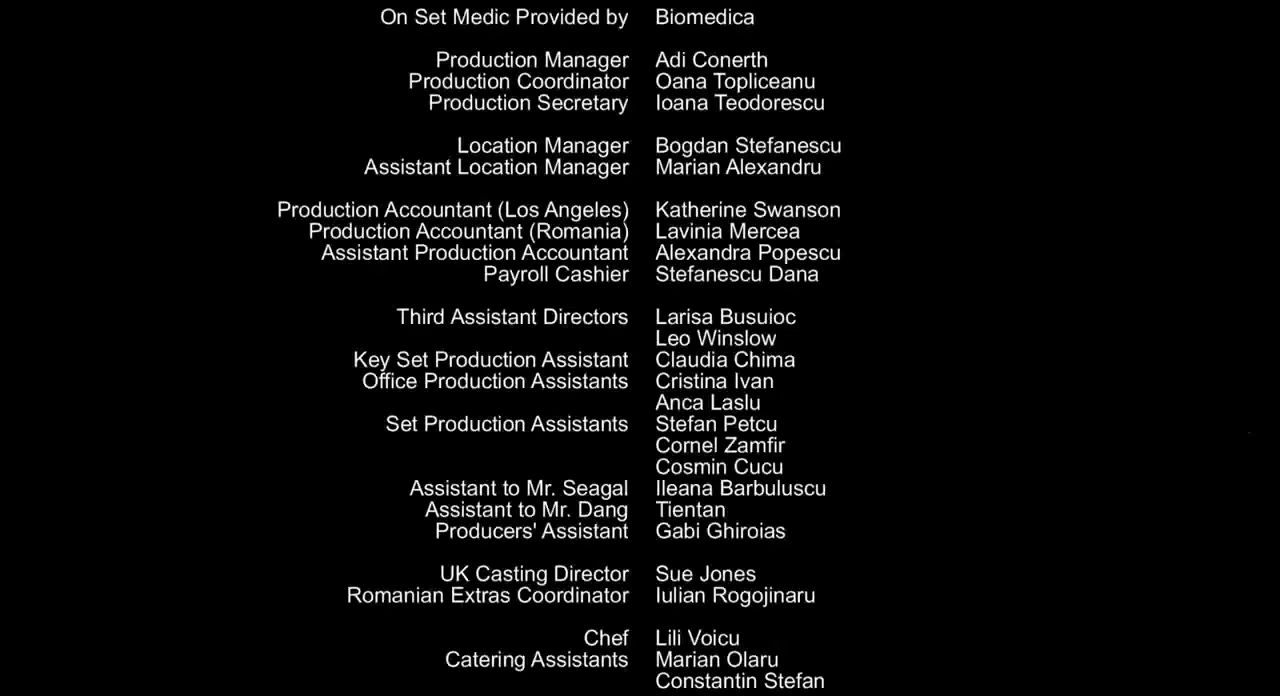 On Set Medic Provided by Biomedica
Production Manager Adi Conerth
Production Coordinator Oana Topliceanu
Production Secretary Ioana Teodorescu
Location Manager Bogdan Stefanescu
Assistant Location Manager Marian Alexandru
Production Accountant (Los Angeles) Katherine Swanson
Production Accountant (Romania) Lavinia Mercea
Assistant Production Accountant Alexandra Popescu
Payroll Cashier Stefanescu Dana
Third Assistant Directors Larisa Busuioc
Leo Winslow
Key Set Production Assistant Claudia Chima
Office Production Assistants Cristina Ivan
Anca Laslu
Set Production Assistants Stefan Petcu
Cornel Zamfir
Cosmin Cucu
Assistant to Mr. Seagal Ileana Barbuluscu
Assistant to Mr. Dang Tientan
Producers' Assistant Gabi Ghiroias
UK Casting Director Sue Jones
Romanian Extras Coordinator Iulian Rogojinaru
Chef Lili Voicu
Catering Assistants Marian Olaru
Constantin Stefan